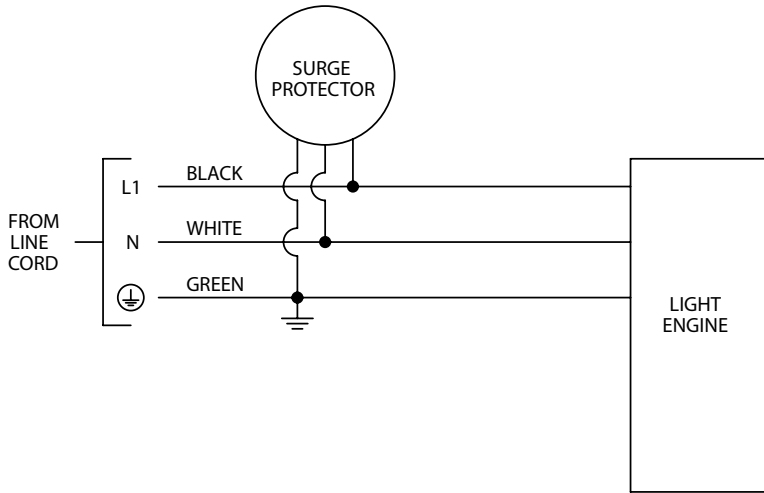 SURGE
PROTECTOR
BLACK
L1
FROM
LINE
CORD
WHITE
N
GREEN
LIGHT
ENGINE